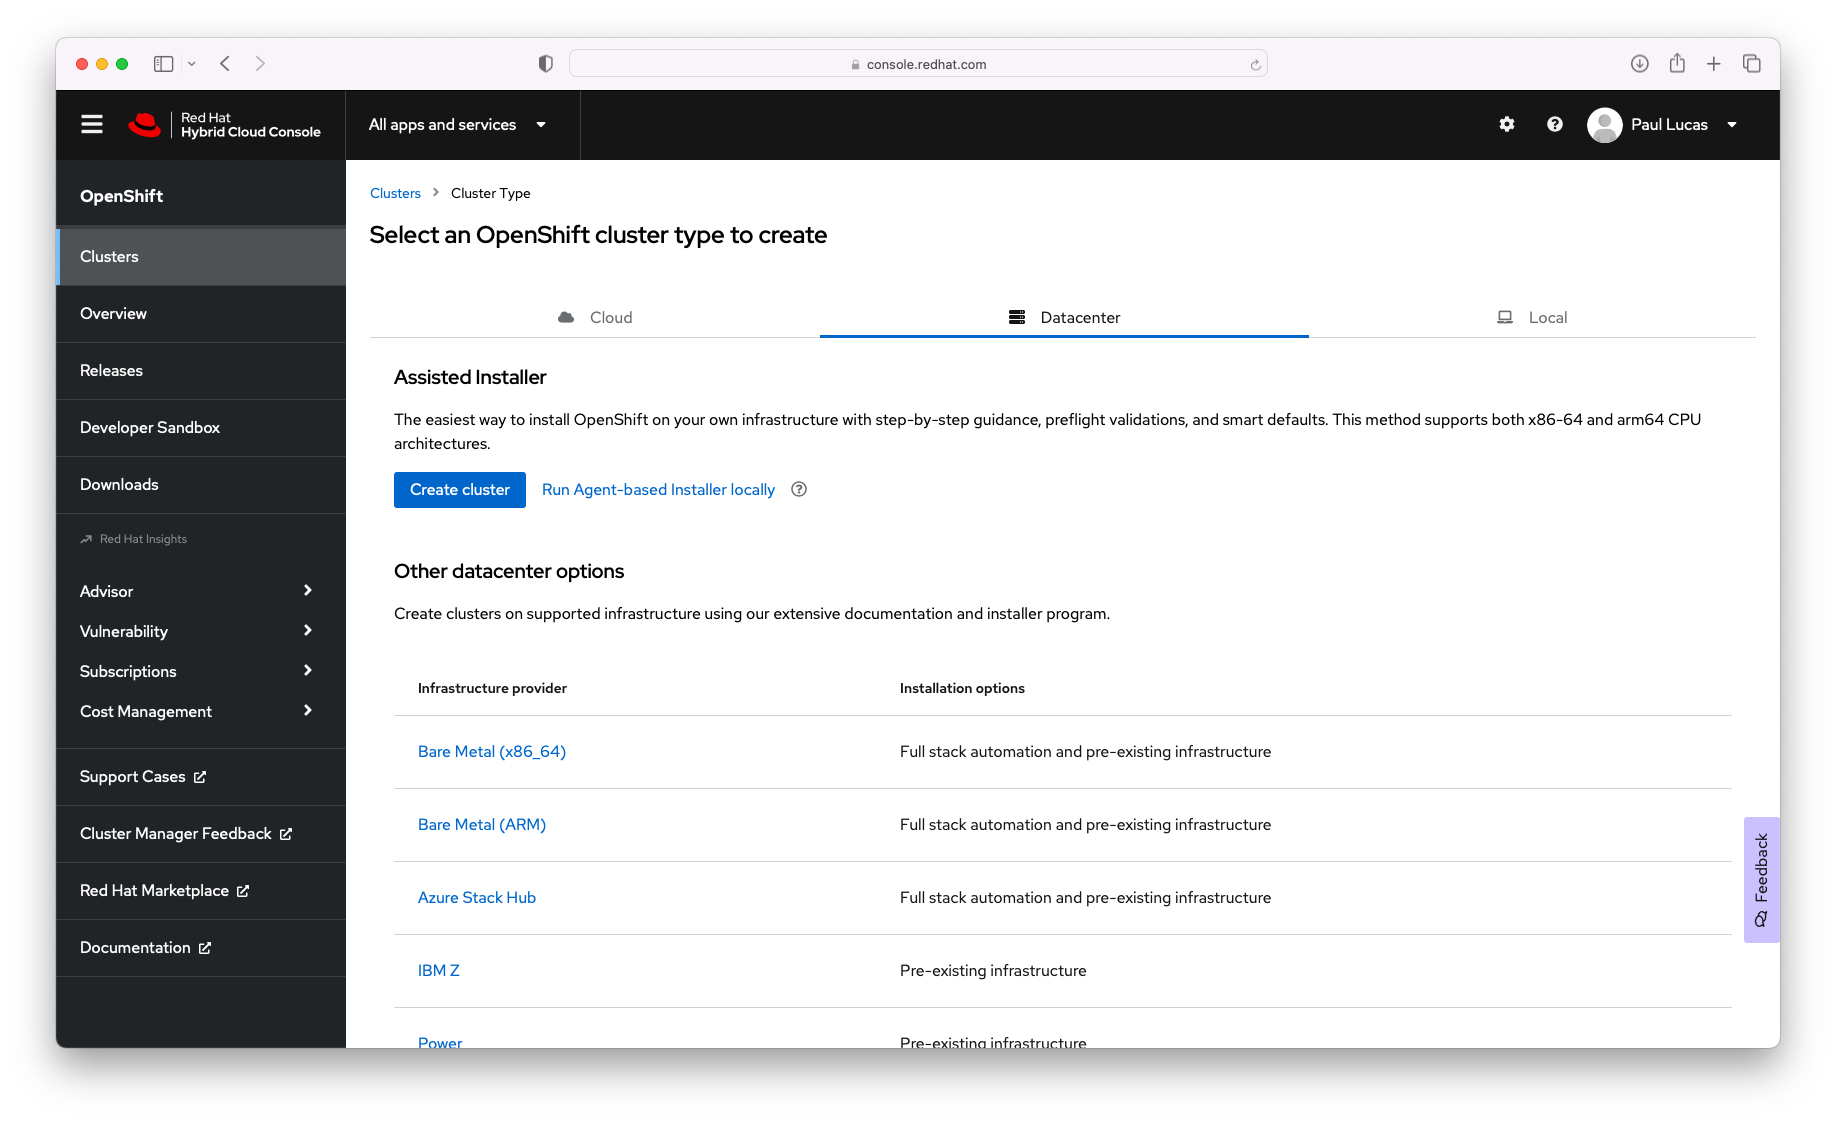 console.redhat.com
Red Hat
Hybrid Cloud Console
All apps and services
Paul Lucas
OpenShift
Clusters
Overview
Releases
Developer Sandbox
Downloads
Red Hat Insights
Advisor
Vulnerability
Subscriptions
Cost Management
Support Cases
Cluster Manager Feedback
Red Hat Marketplace
Documentation
Clusters > Cluster Type
Select an OpenShift cluster type to create
Cloud
Datacenter
Local
Assisted Installer
The easiest way to install OpenShift on your own infrastructure with step-by-step guidance, preflight validations, and smart defaults. This method supports both x86-64 and arm64 CPU
architectures.
Create cluster
Run Agent-based Installer locally
Other datacenter options
Create clusters on supported infrastructure using our extensive documentation and installer program.
Infrastructure provider
Installation options
Bare Metal (x86_64)
Full stack automation and pre-existing infrastructure
Bare Metal (ARM)
Full stack automation and pre-existing infrastructure
Azure Stack Hub
Full stack automation and pre-existing infrastructure
IBM Z
Pre-existing infrastructure
Power
Pre-existing infrastructure
Feedback